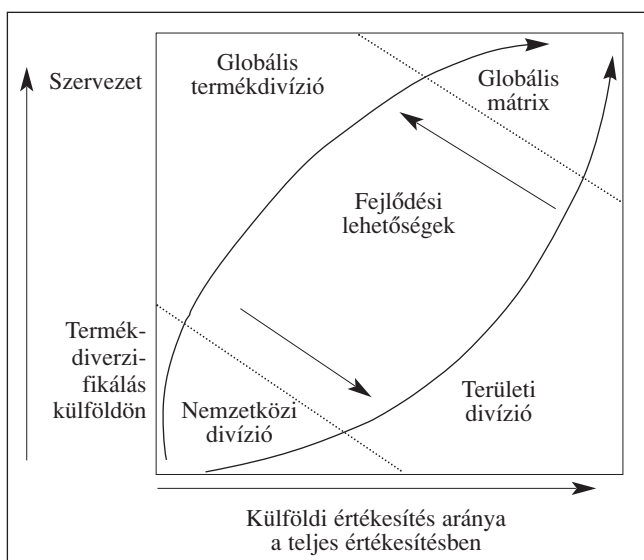 Szervezet
Globális
termékdivízió
Globális
mátrix
Fejlődési
lehetőségek
Termék-
diverzi-
fikálás
külföldön
Nemzetközi
divízió
Területi
divízió
Külföldi értékesítés aránya
a teljes értékesítésben